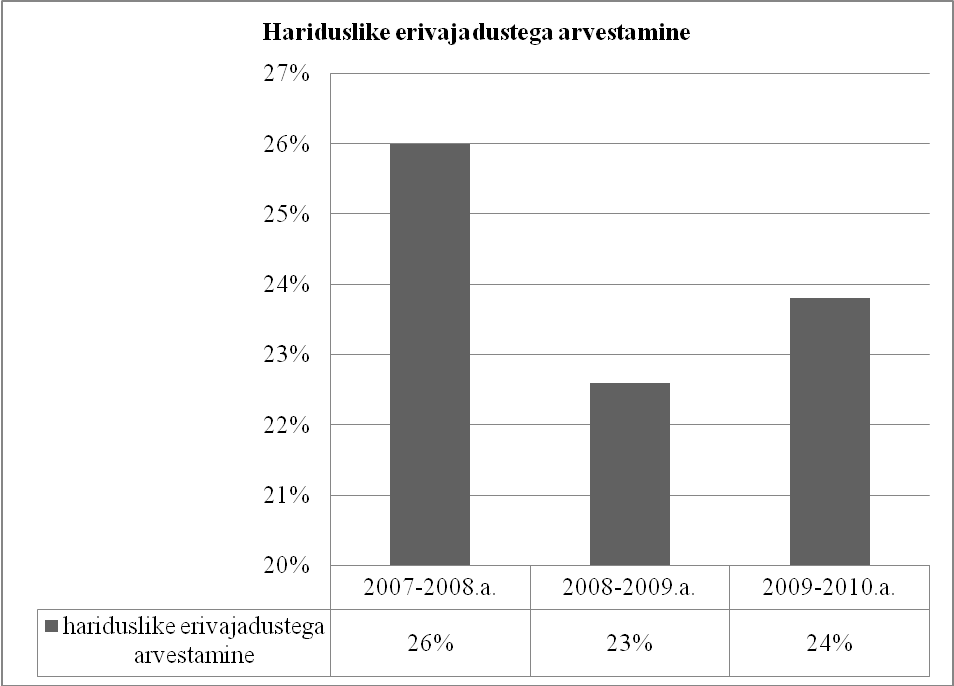 Hariduslike erivajadustega arvestamine
27%
26%
25%
24%
23%
22%
21%
20%
2007-2008.a. 2008-2009.a. 2009-2010.a.
hariduslike erivajadustega
arvestamine
26% 23% 24%